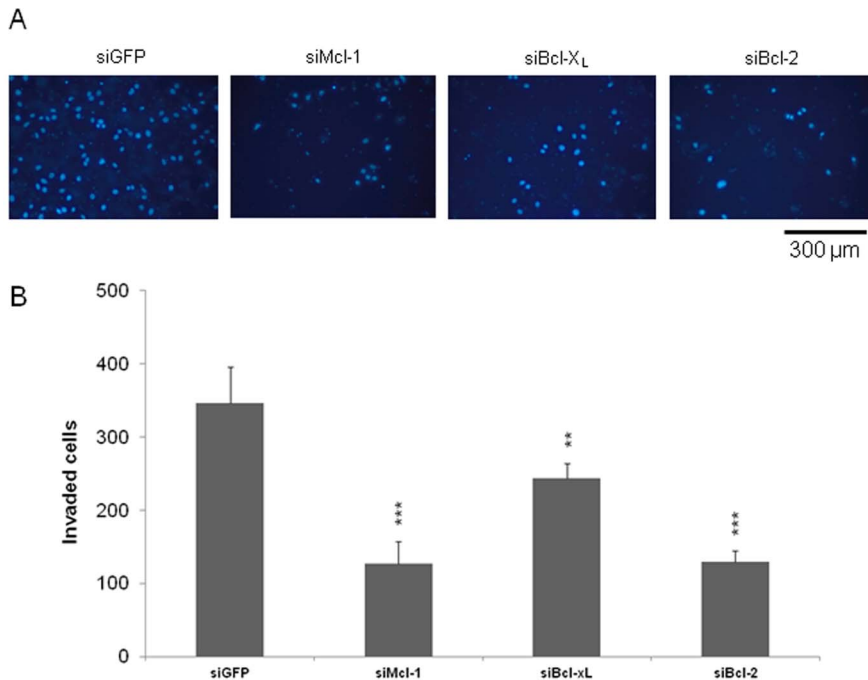 A
siGFP siMcl-1 siBcl-XL siBcl-2
300 µm
B
500
400
300
200
100
0
Invaded cells
***
**
***
siGFP siMcl-1 siBcl-xL siBcl-2